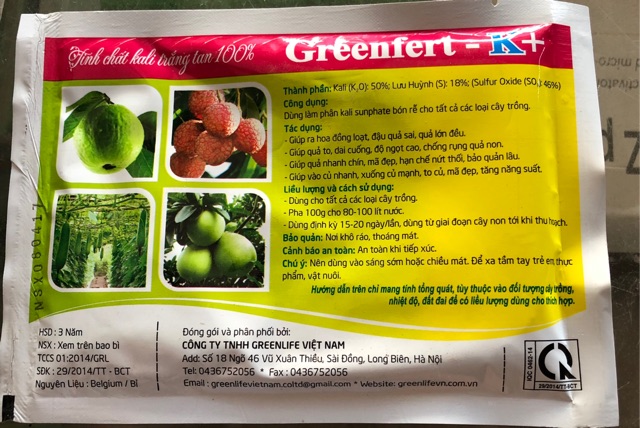 Tinh chất kali trắng tan 100%
Greenfert - K+
Thành phần: Kali (K₂O): 50%; Lưu Huỳnh (S): 18%; (Sulfur Oxide (SO₃): 46%)
Công dụng:
Dùng làm phân kali sunphate bón rễ cho tất cả các loại cây trồng.
Tác dụng:
- Giúp ra hoa đồng loạt, đậu quả sai, quả lớn đều.
- Giúp quả to, dai cuống, độ ngọt cao, chống rụng quả non.
- Giúp quả nhanh chín, mã đẹp, hạn chế nứt thối, bảo quản lâu.
- Giúp vào củ nhanh, xuống củ mạnh, to củ, mã đẹp, tăng năng suất.
Liều lượng và cách sử dụng:
- Dùng cho tất cả các loại cây trồng.
- Pha 100g cho 80-100 lít nước.
- Dùng định kỳ 15-20 ngày/lần, dùng từ giai đoạn cây non tới khi thu hoạch.
Bảo quản: Nơi khô ráo, thoáng mát.
Cảnh báo an toàn: An toàn khi tiếp xúc.
Chú ý: Nên dùng vào sáng sớm hoặc chiều mát. Để xa tầm tay trẻ em, thực
phẩm, vật nuôi.
Hướng dẫn trên chỉ mang tính tổng quát, tùy thuộc vào đối tượng cây trồng,
nhiệt độ, đất đai để có liều lượng dùng cho thích hợp.
NSX080417
HSD : 3 Năm
NSX : Xem trên bao bì
TCCS 01:2014/GRL
SĐK : 29/2014/TT - BCT
Nguyên Liệu : Belgium / Bỉ
Đóng gói và phân phối bởi:
CÔNG TY TNHH GREENLIFE VIỆT NAM
Add: Số 18 Ngõ 46 Vũ Xuân Thiều, Sài Đồng, Long Biên, Hà Nội
Tel: 0436752056 * Fax : 0436752056
Email : greenlifevietnam.coltd@gmail.com * Website: greenlifevn.com.vn
IQC 0462-14
29/2014/TT-BCT